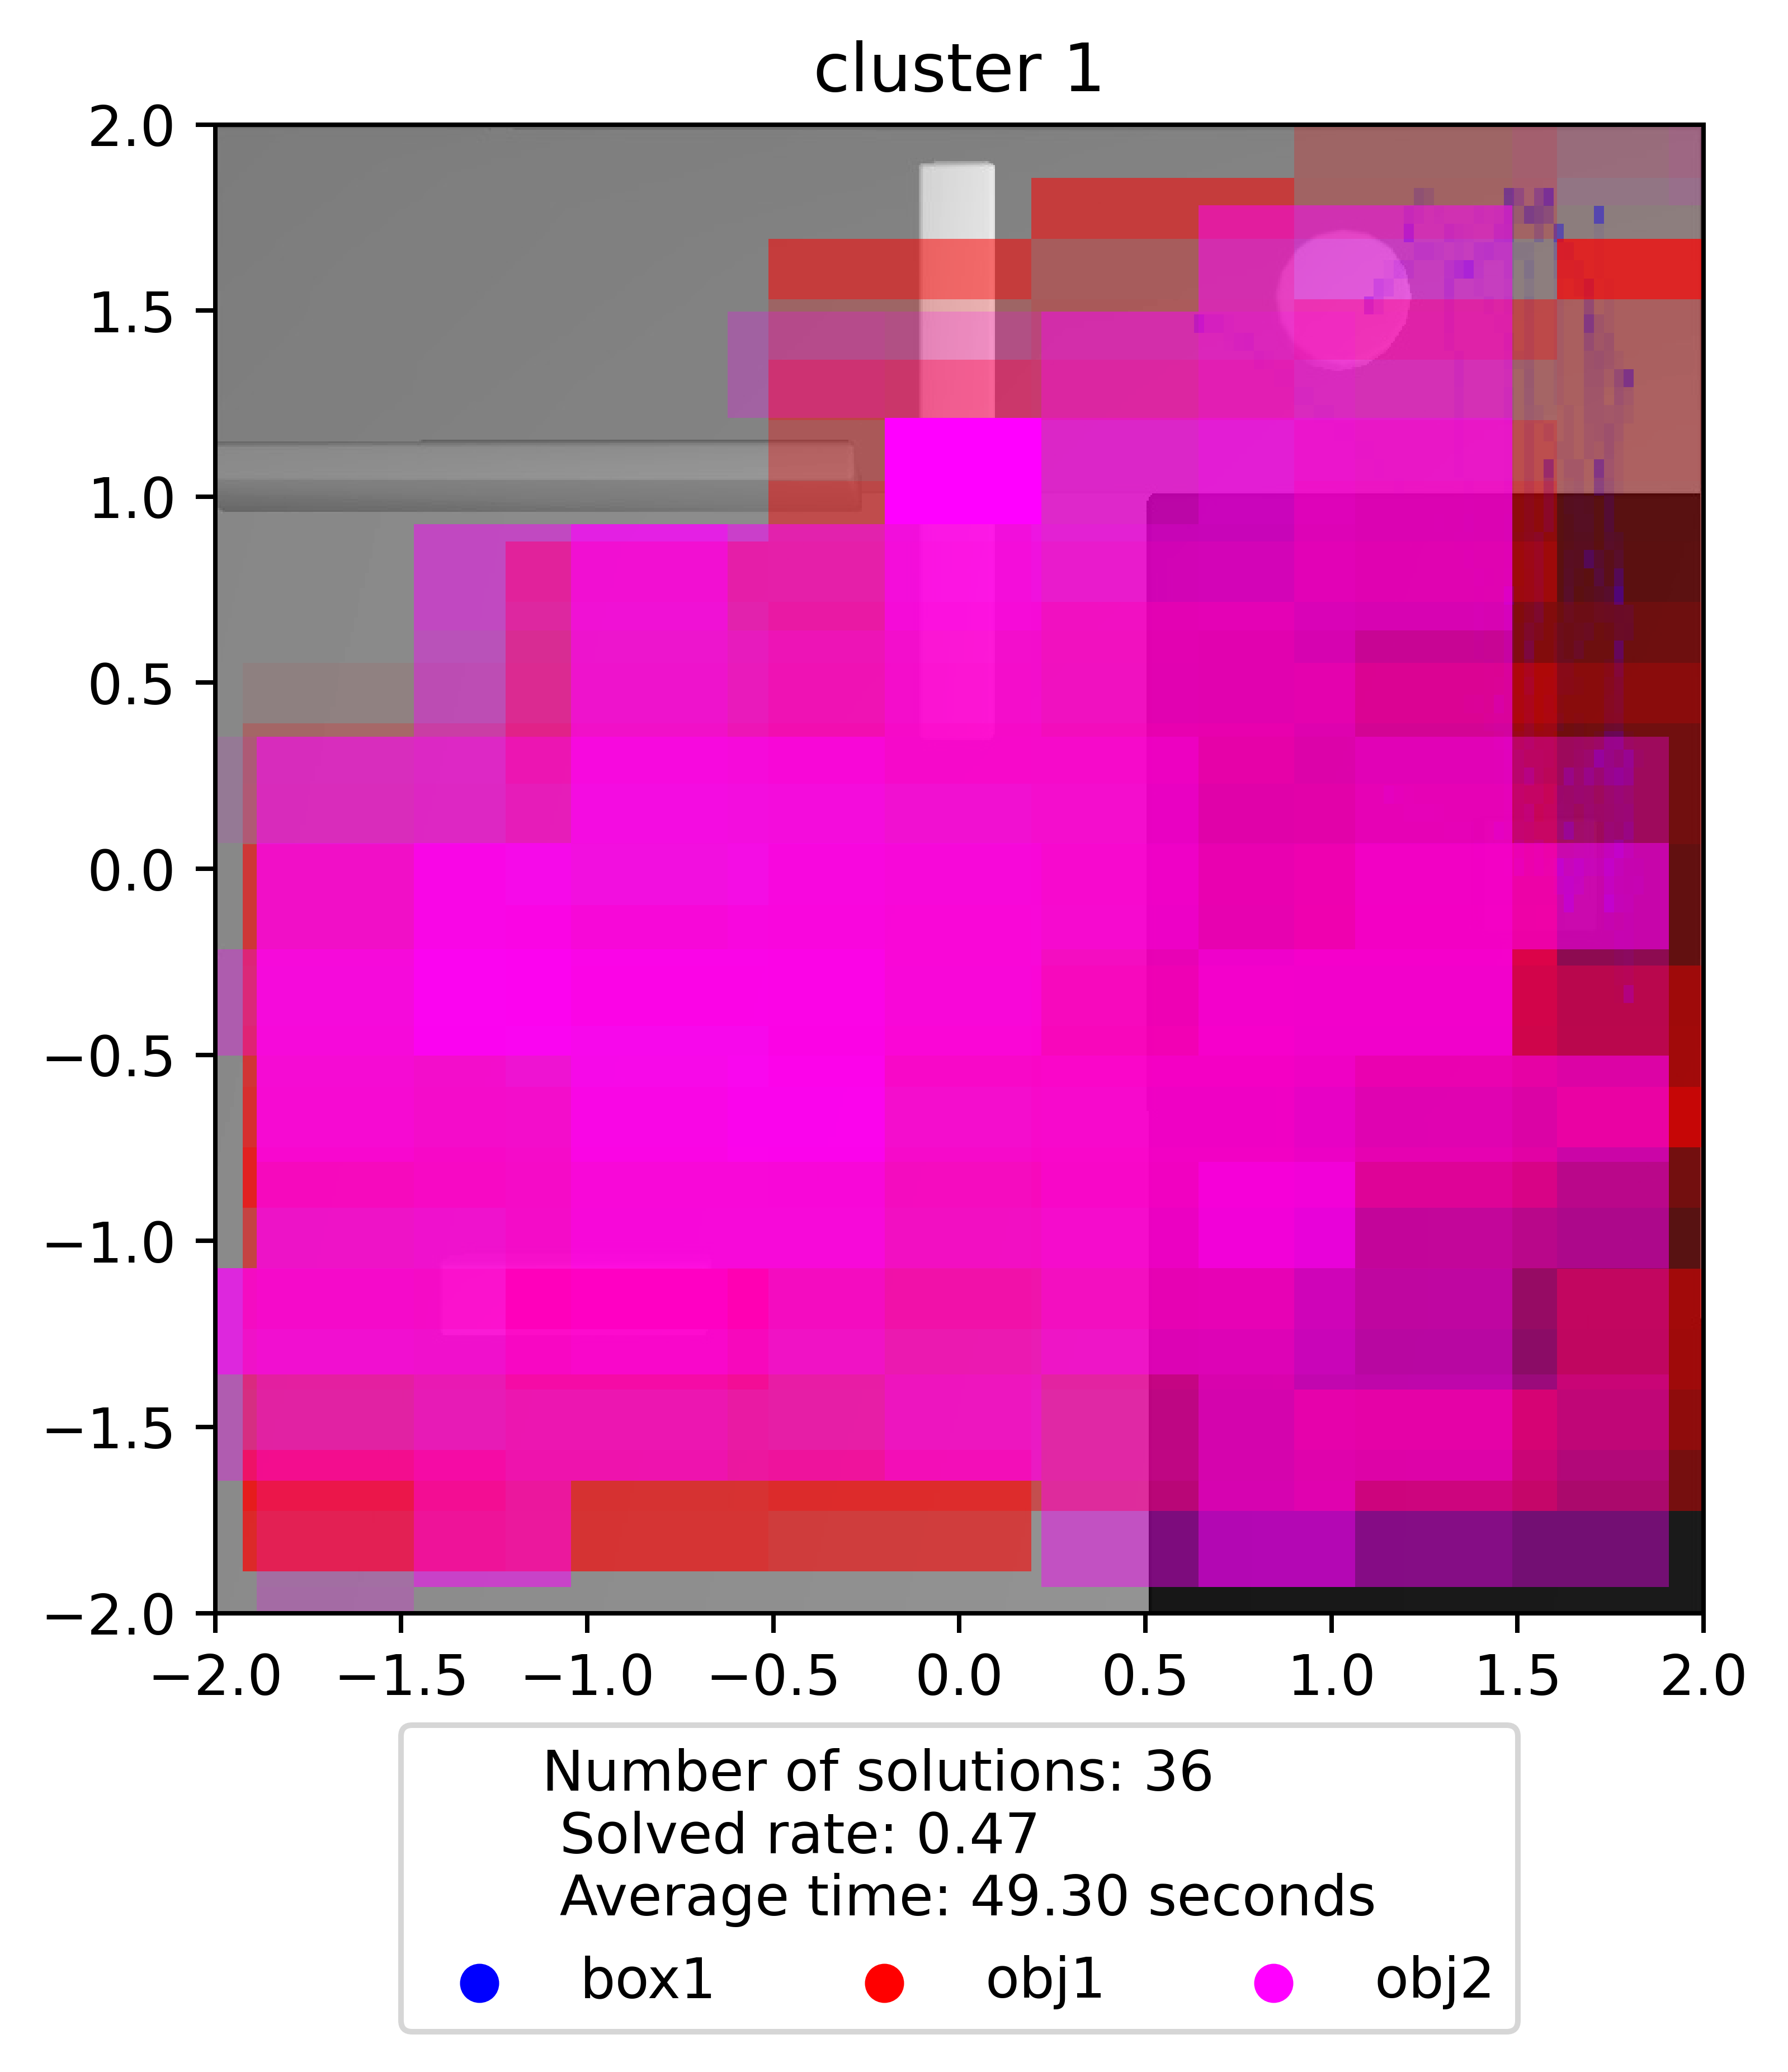 cluster 1
2.0
1.5
1.0
0.5
0.0
−0.5
−1.0
−1.5
−2.0
−2.0 −1.5 −1.0 −0.5 0.0 0.5 1.0 1.5 2.0
Number of solutions: 36
Solved rate: 0.47
Average time: 49.30 seconds
box1 obj1 obj2